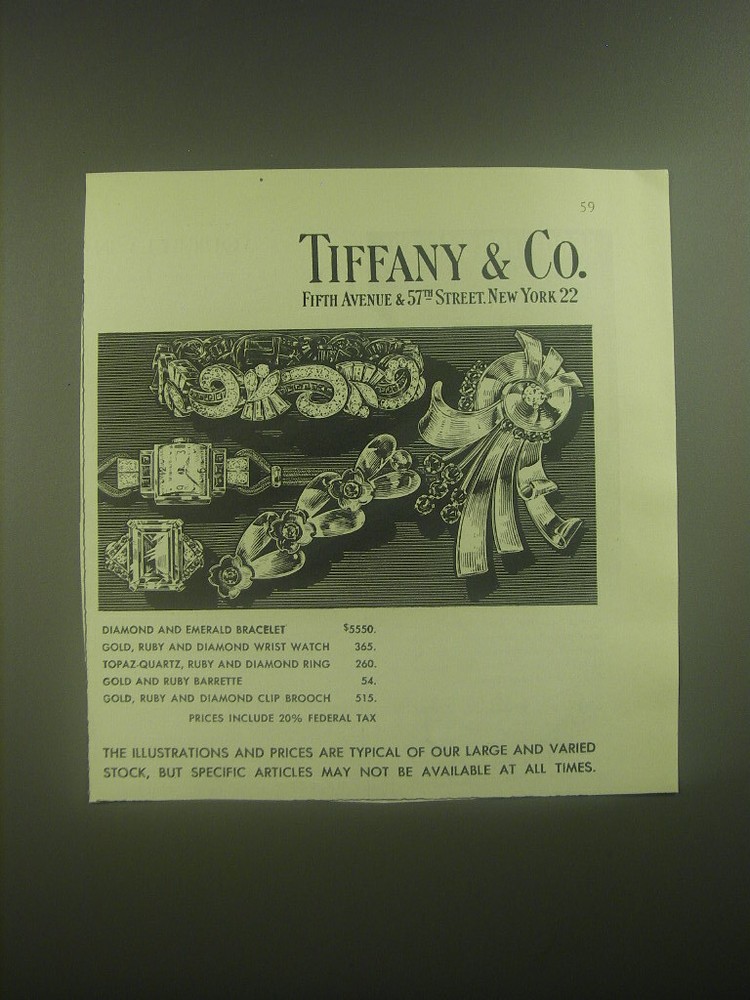 59
TIFFANY & CO.
FIFTH AVENUE & 57TH STREET. NEW YORK 22
DIAMOND AND EMERALD BRACELET $5550.
GOLD, RUBY AND DIAMOND WRIST WATCH 365.
TOPAZ-QUARTZ, RUBY AND DIAMOND RING 260.
GOLD AND RUBY BARRETTE 54.
GOLD, RUBY AND DIAMOND CLIP BROOCH 515.
PRICES INCLUDE 20% FEDERAL TAX
THE ILLUSTRATIONS AND PRICES ARE TYPICAL OF OUR LARGE AND VARIED
STOCK, BUT SPECIFIC ARTICLES MAY NOT BE AVAILABLE AT ALL TIMES.